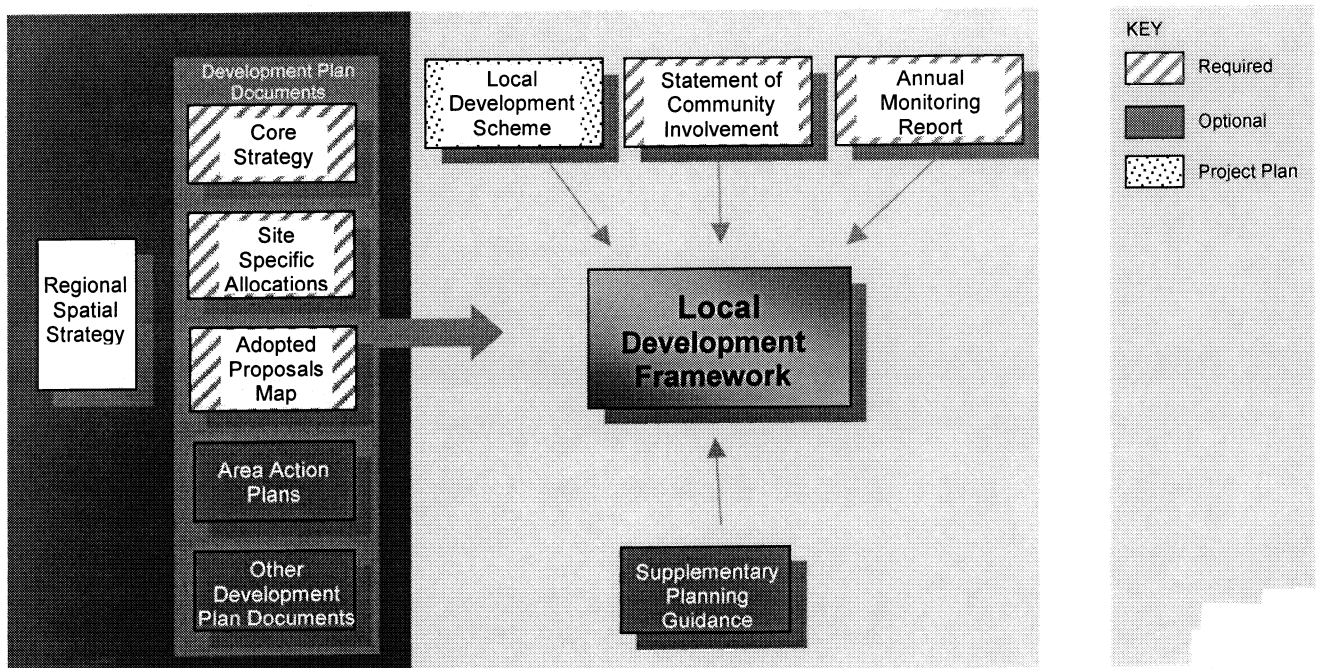 Development Plan
Documents
Core
Strategy
Site
Specific
Allocations
Adopted
Proposals
Map
Area Action
Plans
Other
Development
Plan Documents
Regional
Spatial
Strategy
Local
Development
Scheme
Statement of
Community
Involvement
Annual
Monitoring
Report
Local
Development
Framework
Supplementary
Planning
Guidance
KEY
Required
Optional
Project Plan